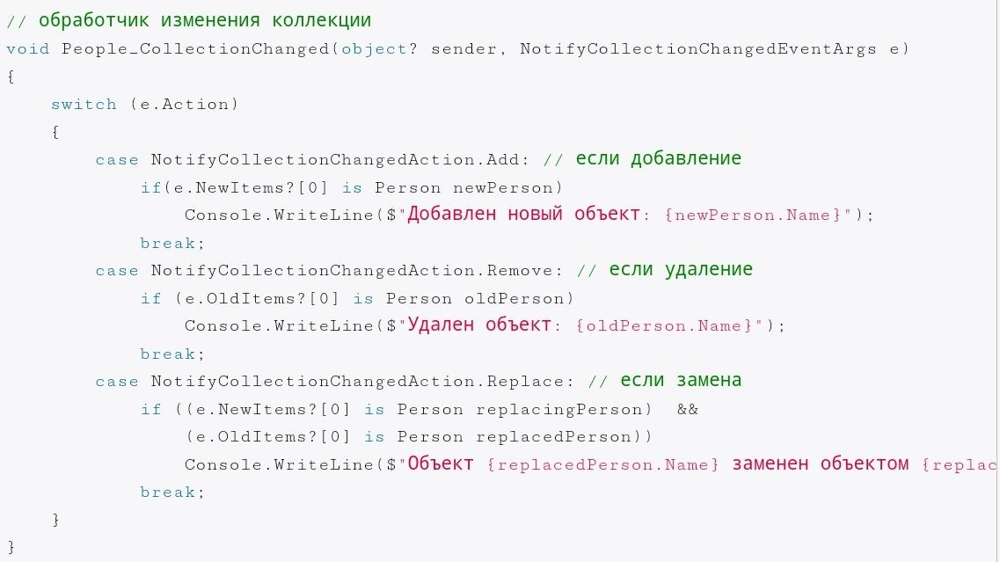 // обработчик изменения коллекции
void People_CollectionChanged(object? sender, NotifyCollectionChangedEventArgs e)
{
    switch (e.Action)
    {
        case NotifyCollectionChangedAction.Add: // если добавление
            if(e.NewItems?[0] is Person newPerson)
                Console.WriteLine($"Добавлен новый объект: {newPerson.Name}");
            break;
        case NotifyCollectionChangedAction.Remove: // если удаление
            if (e.OldItems?[0] is Person oldPerson)
                Console.WriteLine($"Удален объект: {oldPerson.Name}");
            break;
        case NotifyCollectionChangedAction.Replace: // если замена
            if ((e.NewItems?[0] is Person replacingPerson)  &&
                (e.OldItems?[0] is Person replacedPerson))
                Console.WriteLine($"Объект {replacedPerson.Name} заменен объектом {replac
            break;
    }
}